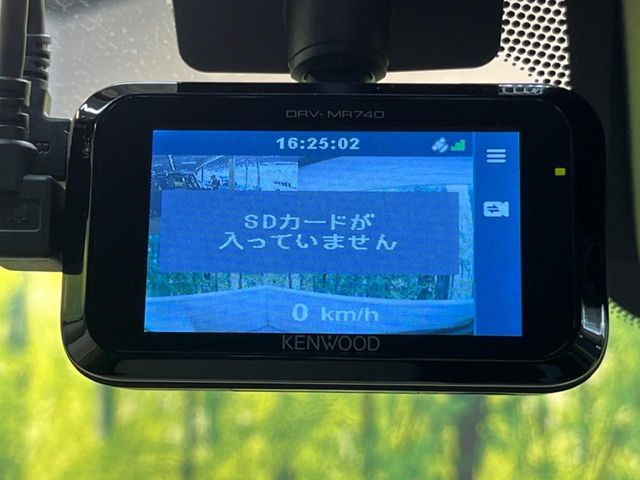 DRV-MR740
16:25:02
SDカードが
入っていません
0 km/h
KENWOOD